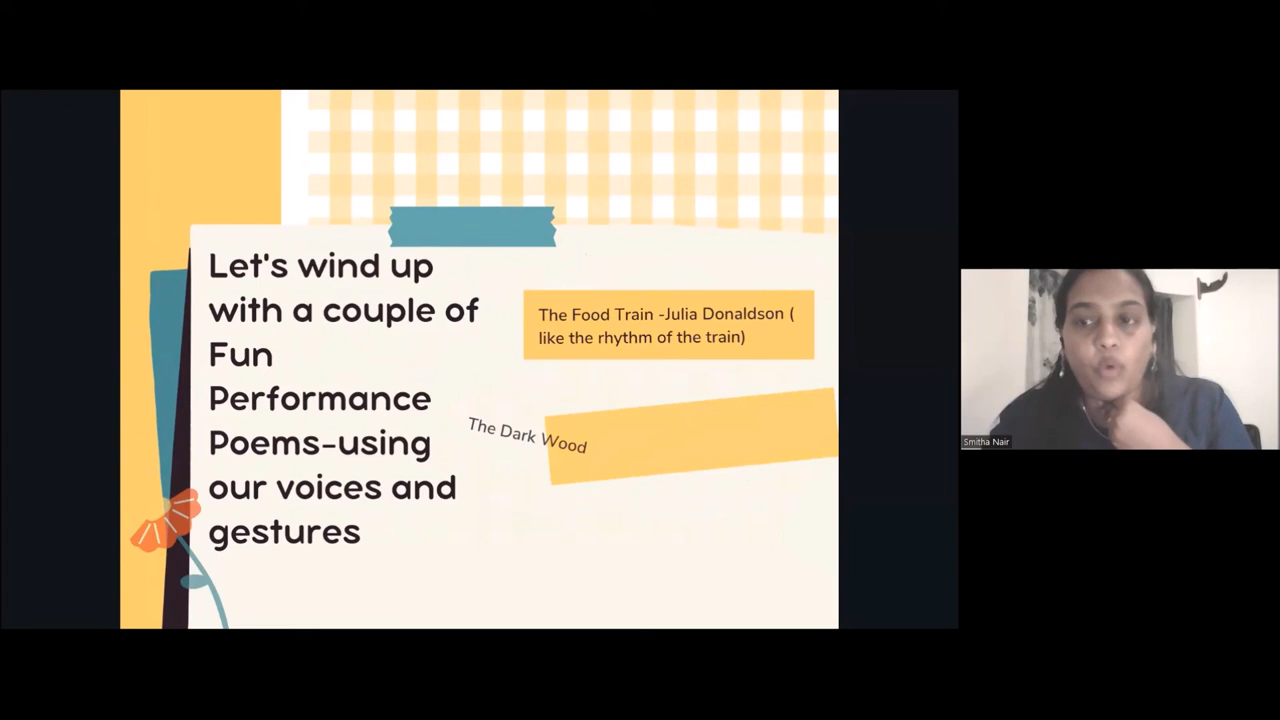 Let's wind up
with a couple of
Fun
Performance
Poems-using
our voices and
gestures
The Food Train -Julia Donaldson (
like the rhythm of the train)
The Dark Wood
Smitha Nair